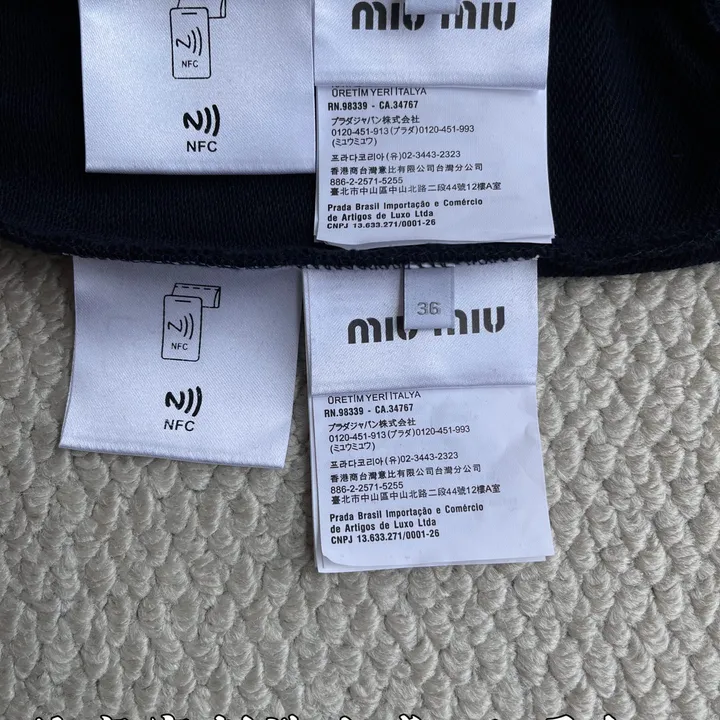 NFC
NFC
miu miu
ÜRETİM YERİ İTALYA
RN.98339 - CA.34767
プラダジャパン株式会社
0120-451-913(プラダ)0120-451-993
(ミュウミュウ)
프라다코리아(유)02-3443-2323
香港商台灣意比有限公司台灣分公司
886-2-2571-5255
臺北市中山區中山北路二段44號12樓A室
Prada Brasil Importação e Comércio
de Artigos de Luxo Ltda
CNPJ 13.633.271/0001-26
NFC
NFC
36
miu miu
ÜRETİM YERİ İTALYA
RN.98339 - CA.34767
プラダジャパン株式会社
0120-451-913(プラダ)0120-451-993
(ミュウミュウ)
프라다코리아(유)02-3443-2323
香港商台灣意比有限公司台灣分公司
886-2-2571-5255
臺北市中山區中山北路二段44號12樓A室
Prada Brasil Importação e Comércio
de Artigos de Luxo Ltda
CNPJ 13.633.271/0001-26